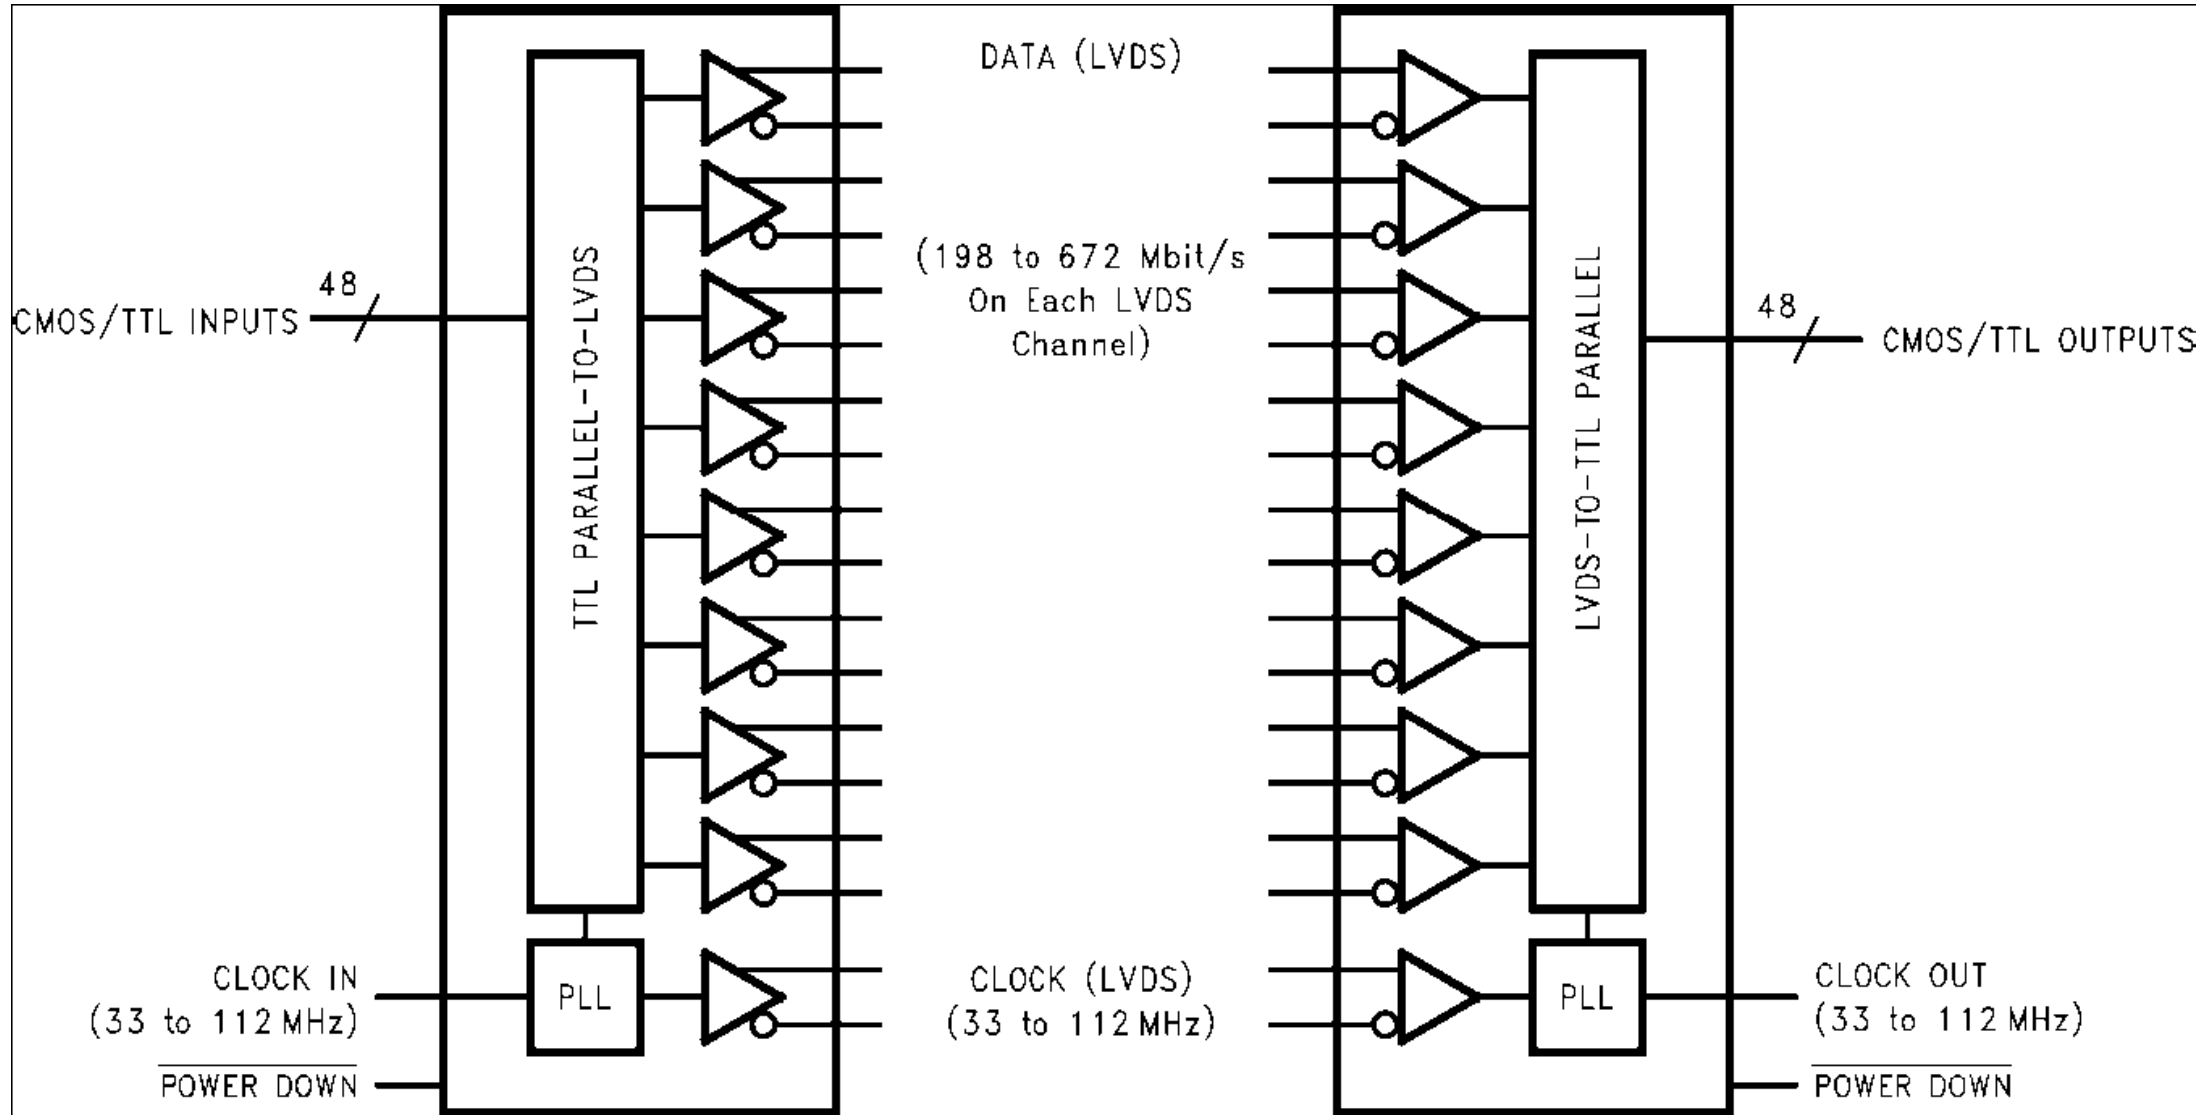 DATA (LVDS)
(198 to 672 Mbit/s
On Each LVDS
Channel)
48
CMOS/TTL INPUTS
TTL PARALLEL-TO-LVDS
LVDS-TO-TTL PARALLEL
48
CMOS/TTL OUTPUTS
CLOCK IN
(33 to 112 MHz)
PLL
CLOCK (LVDS)
(33 to 112 MHz)
PLL
CLOCK OUT
(33 to 112 MHz)
POWER DOWN
POWER DOWN